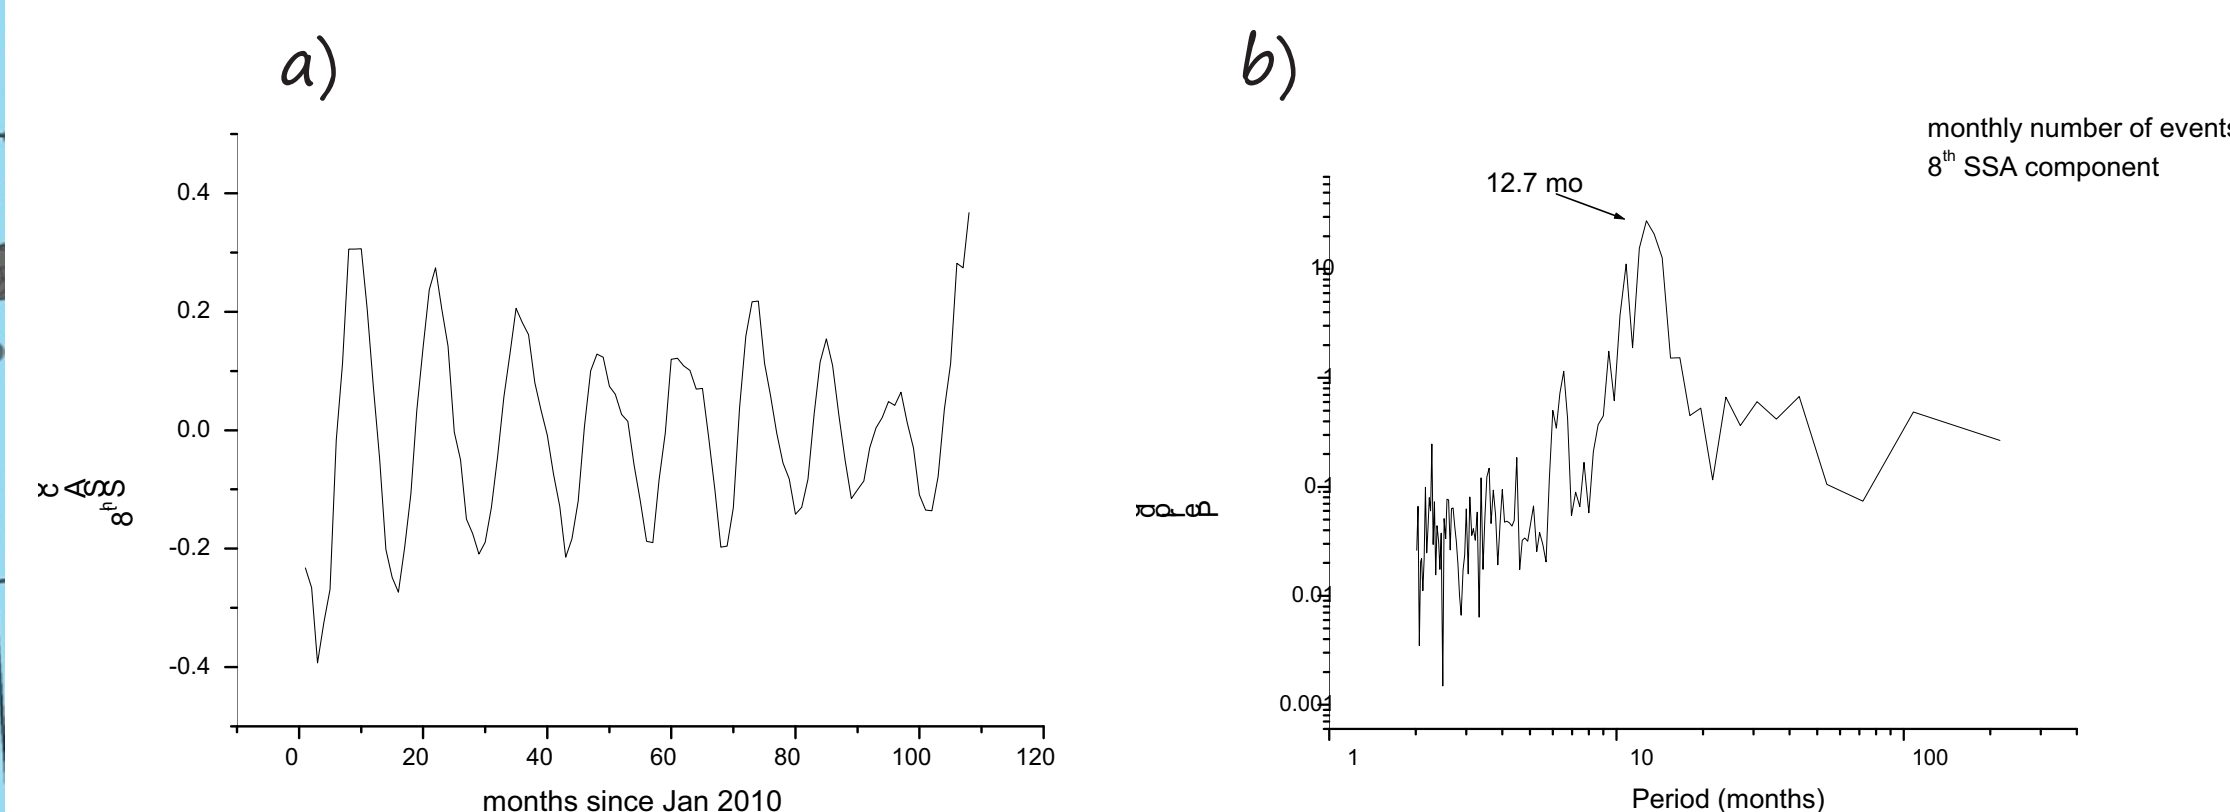 a)
b)
monthly number of events
8th SSA component
12.7 mo
0.4
0.2
0.0
-0.2
-0.4
0 20 40 60 80 100 120
months since Jan 2010
10
1
0.1
0.01
0.001
1 10 100
Period (months)